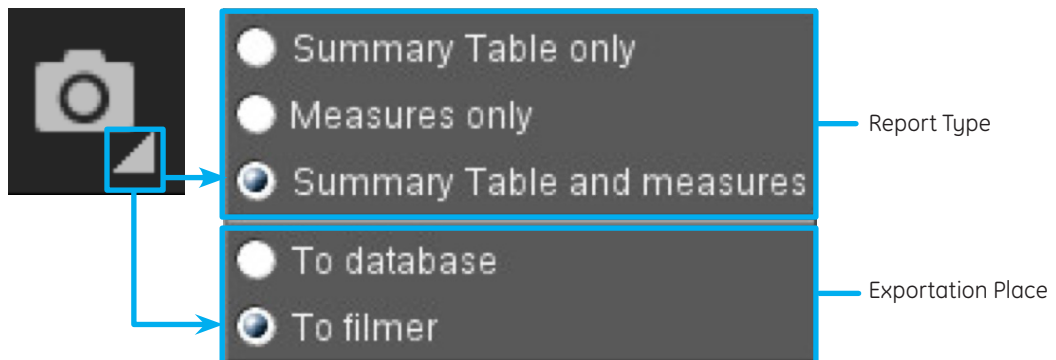 Summary Table only
Measures only
Summary Table and measures
Report Type
To database
To filmer
Exportation Place